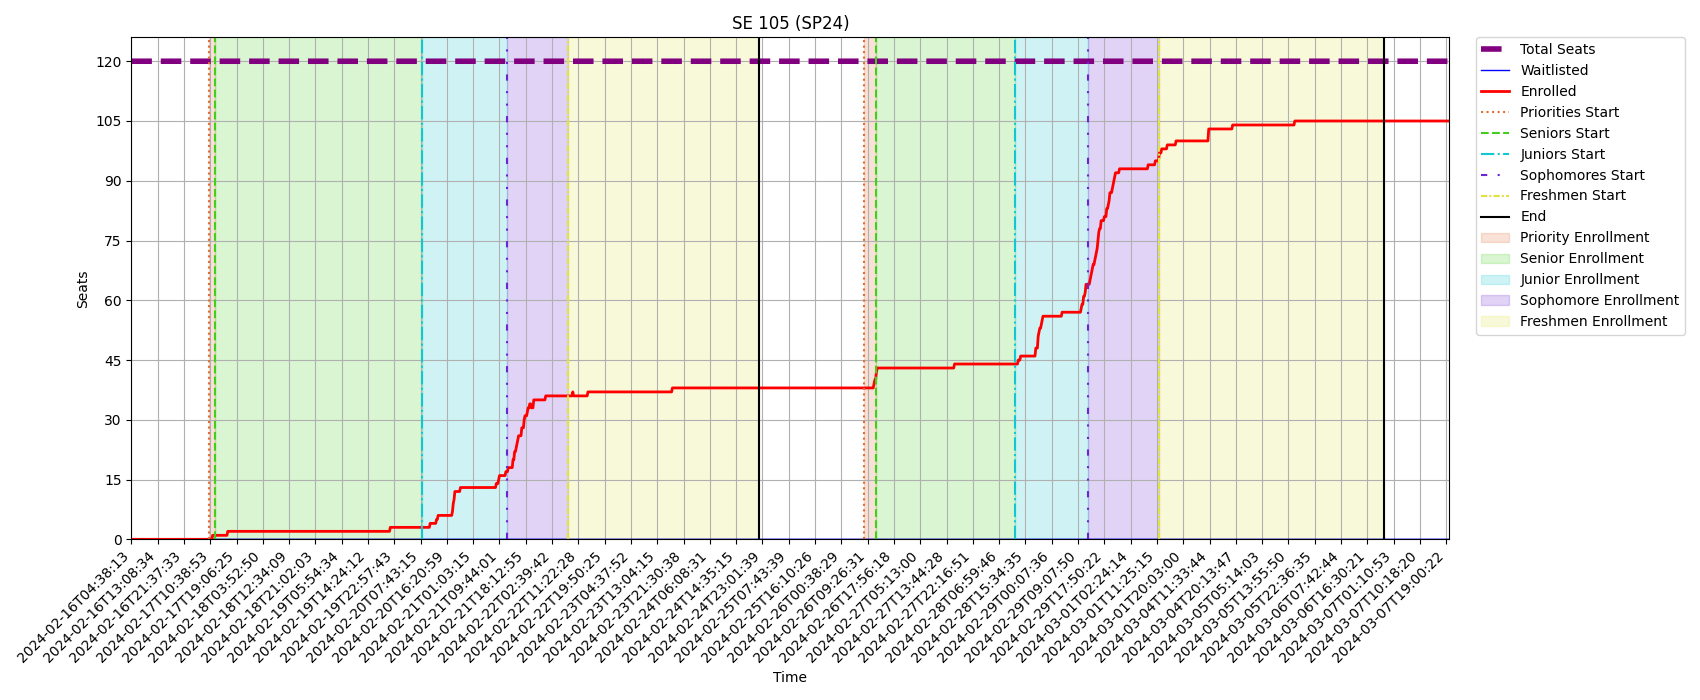 SE 105 (SP24)
Seats
120
105
90
75
60
45
30
15
0
2024-02-16T04:38:13
2024-02-16T13:08:34
2024-02-16T21:37:33
2024-02-17T10:38:53
2024-02-17T19:06:25
2024-02-18T03:52:50
2024-02-18T12:34:09
2024-02-18T21:02:03
2024-02-19T05:54:34
2024-02-19T14:24:12
2024-02-19T22:57:43
2024-02-20T07:43:15
2024-02-20T16:20:59
2024-02-21T01:03:15
2024-02-21T09:44:01
2024-02-21T18:12:55
2024-02-22T02:39:42
2024-02-22T11:22:28
2024-02-22T19:50:25
2024-02-23T04:37:52
2024-02-23T13:04:15
2024-02-23T21:30:38
2024-02-24T06:08:31
2024-02-24T14:35:15
2024-02-24T23:01:39
2024-02-25T07:43:39
2024-02-25T16:10:26
2024-02-26T00:38:29
2024-02-26T09:26:31
2024-02-26T17:56:18
2024-02-27T05:13:00
2024-02-27T13:44:28
2024-02-27T22:16:51
2024-02-28T06:59:46
2024-02-28T15:34:35
2024-02-29T00:07:36
2024-02-29T09:07:50
2024-02-29T17:50:22
2024-03-01T02:24:14
2024-03-01T11:25:15
2024-03-01T20:03:00
2024-03-04T11:33:44
2024-03-04T20:13:47
2024-03-05T05:14:03
2024-03-05T13:55:50
2024-03-05T22:36:35
2024-03-06T07:42:44
2024-03-06T16:30:21
2024-03-07T01:10:53
2024-03-07T10:18:20
2024-03-07T19:00:22
Time
Total Seats
Waitlisted
Enrolled
Priorities Start
Seniors Start
Juniors Start
Sophomores Start
Freshmen Start
End
Priority Enrollment
Senior Enrollment
Junior Enrollment
Sophomore Enrollment
Freshmen Enrollment